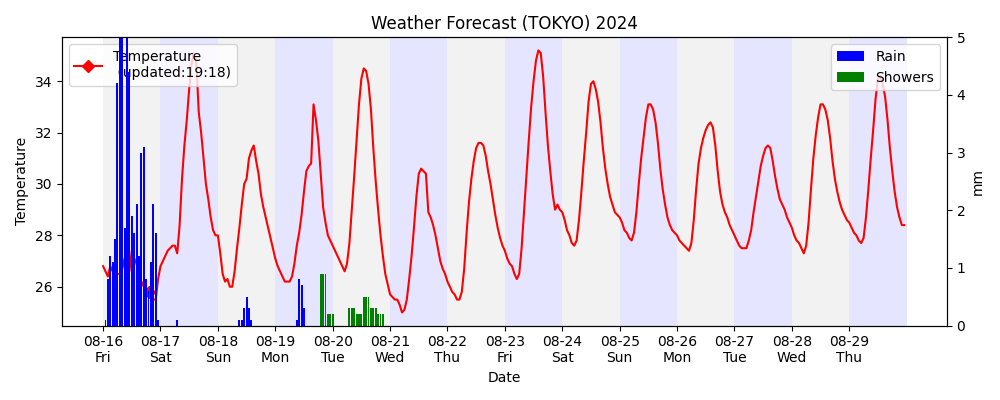 Weather Forecast (TOKYO) 2024
Temperature
(updated:19:18)
Rain
Showers
Temperature
34
32
30
28
26
5
4
3
2
1
0
mm
08-16 08-17 08-18 08-19 08-20 08-21 08-22 08-23 08-24 08-25 08-26 08-27 08-28 08-29
Fri Sat Sun Mon Tue Wed Thu Fri Sat Sun Mon Tue Wed Thu
Date